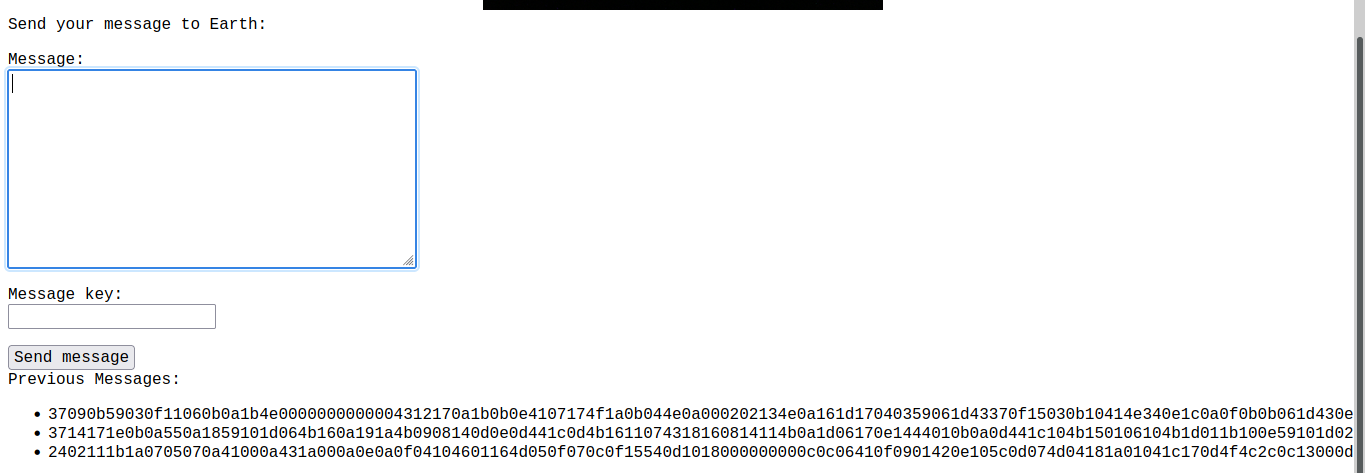 Send your message to Earth:
Message:
Message key:
Send message
Previous Messages:
37090b59030f11060b0a1b4e0000000000004312170a1b0b0e4107174f1a0b044e0a000202134e0a161d17040359061d43370f15030b10414e340e1c0a0f0b0b061d430e
3714171e0b0a550a1859101d064b160a191a4b0908140d0e0d441c0d4b1611074318160814114b0a1d06170e1444010b0a0d441c104b150106104b1d011b100e59101d02
2402111b1a0705070a41000a431a000a0e0a0f04104601164d050f070c0f15540d1018000000000c0c06410f0901420e105c0d074d04181a01041c170d4f4c2c0c13000d